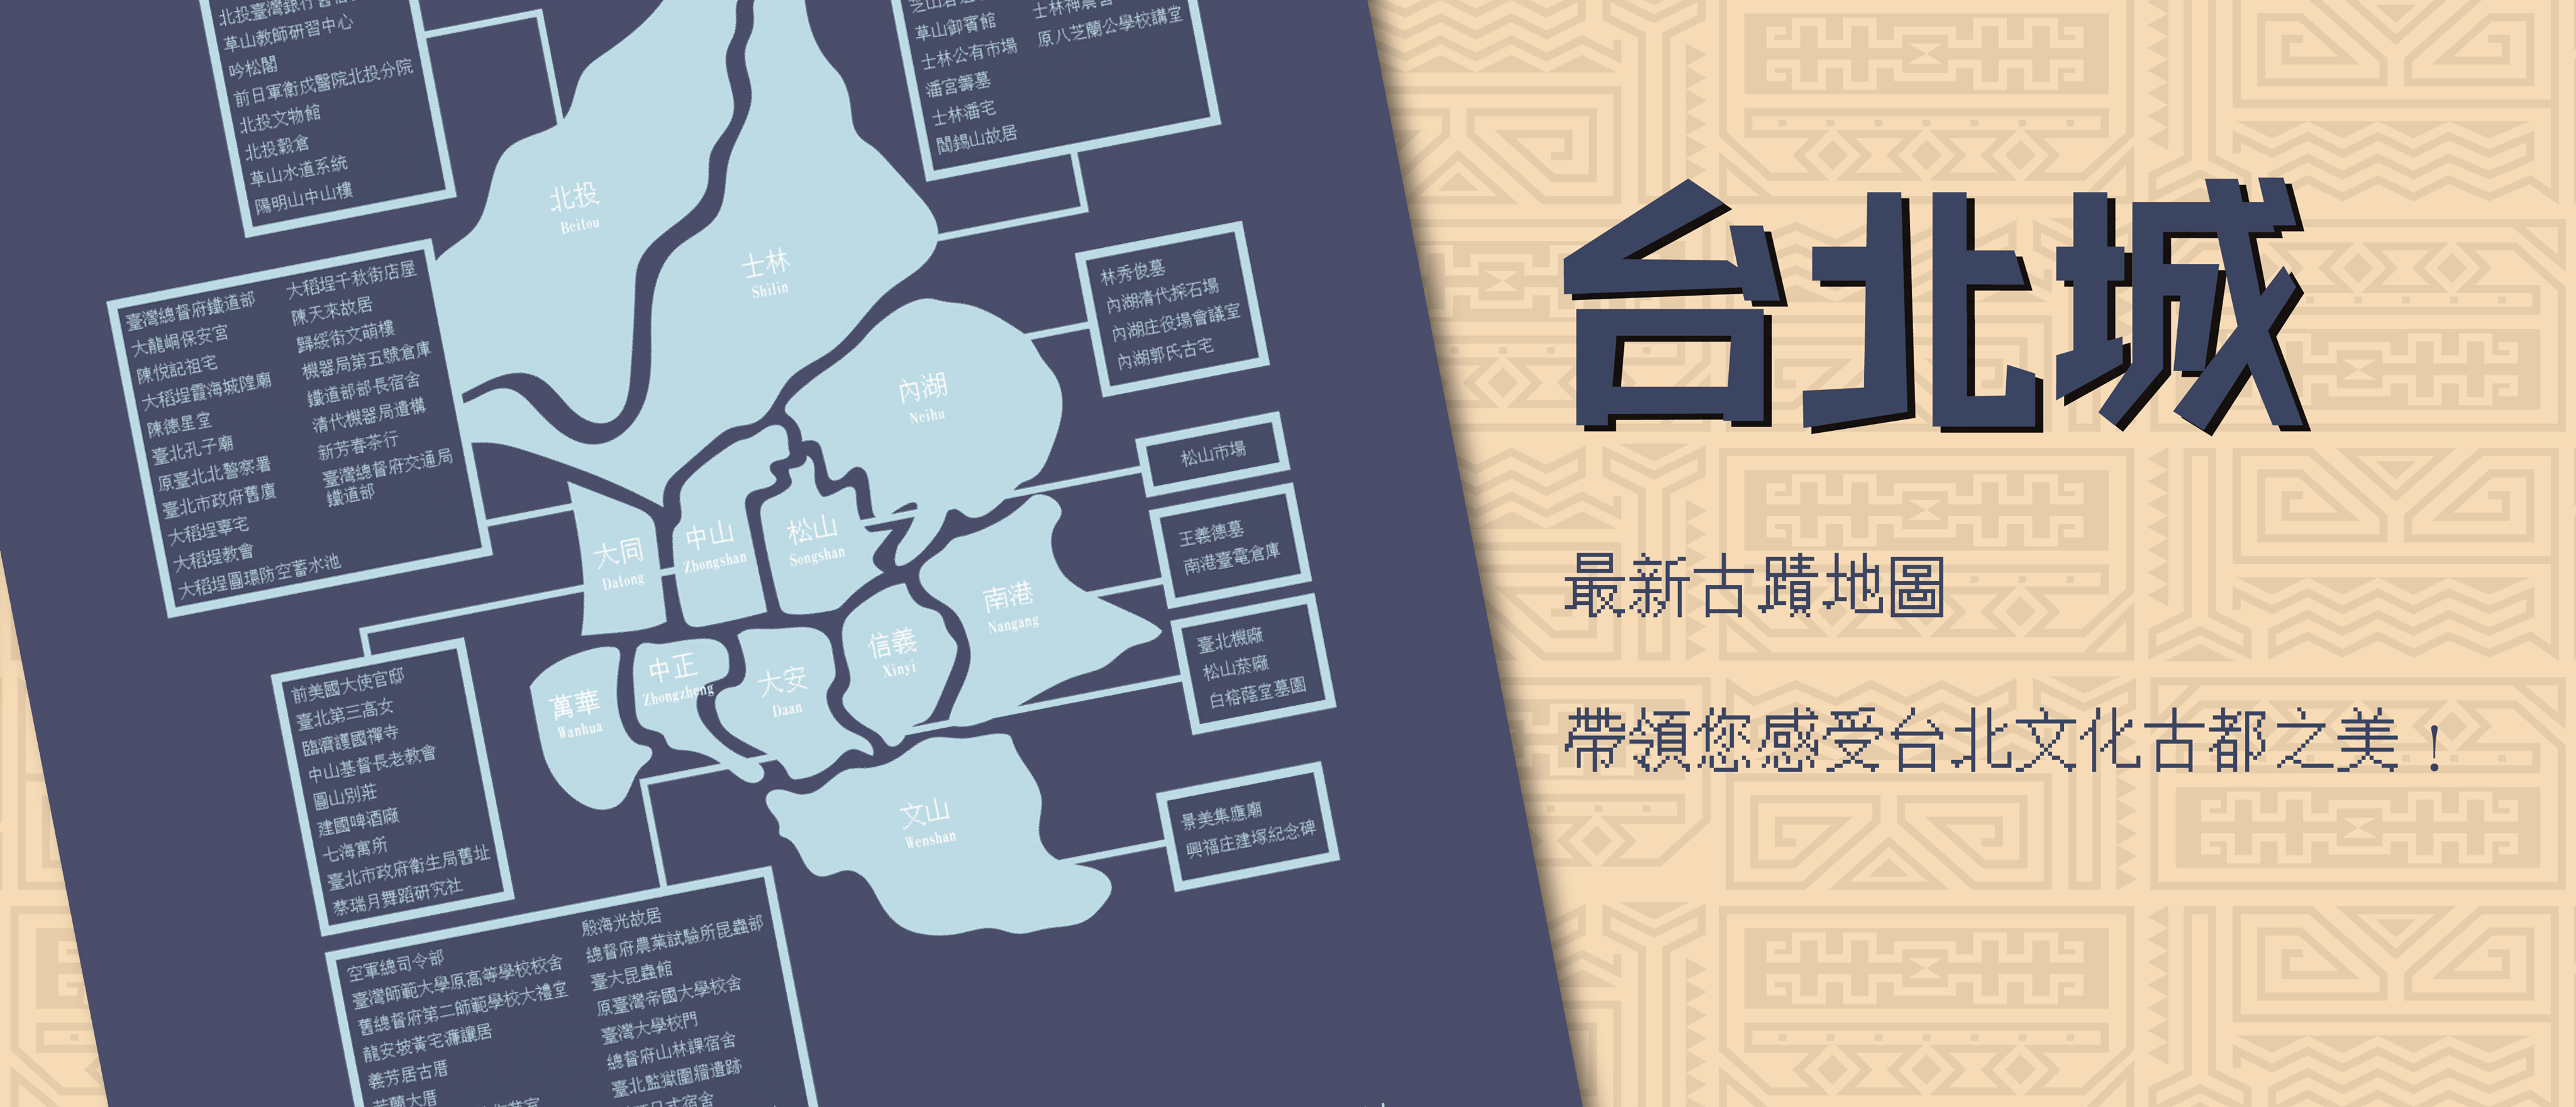 北投臺灣銀行舊宿舍
草山教師研習中心
吟松閣
前日軍衛戍醫院北投分院
北投文物館
北投穀倉
草山水道系統
陽明山中山樓
草山御賓館
士林公有市場
潘宮籌墓
士林潘宅
閻錫山故居
士林神農宮
原八芝蘭公學校講堂
北投
Beitou
士林
Shilin
內湖
Neihu
林秀俊墓
內湖清代採石場
內湖庄役場會議室
內湖郭氏古宅
臺灣總督府鐵道部
大龍峒保安宮
陳悅記祖宅
大稻埕霞海城隍廟
陳德星堂
臺北孔子廟
原臺北北警察署
臺北市政府舊廈
大稻埕辜宅
大稻埕教會
大稻埕圓環防空蓄水池
大稻埕千秋街店屋
陳天來故居
歸綏街文萌樓
機器局第五號倉庫
鐵道部部長宿舍
清代機器局遺構
新芳春茶行
臺灣總督府交通局
鐵道部
松山市場
王義德墓
南港臺電倉庫
臺北機廠
松山菸廠
白榕蔭堂墓園
大同
Datong
中山
Zhongshan
松山
Songshan
南港
Nangang
萬華
Wanhua
中正
Zhongzheng
大安
Daan
信義
Xinyi
文山
Wenshan
景美集應廟
興福庄建塚紀念碑
前美國大使官邸
臺北第三高女
臨濟護國禪寺
中山基督長老教會
圓山別莊
建國啤酒廠
七海寓所
臺北市政府衛生局舊址
蔡瑞月舞蹈研究社
空軍總司令部
臺灣師範大學原高等學校校舍
舊總督府第二師範學校大禮堂
龍安坡黃宅濂讓居
義芳居古厝
芳蘭大厝
殷海光故居
總督府農業試驗所昆蟲部
臺大昆蟲館
原臺灣帝國大學校舍
臺灣大學校門
總督府山林課宿舍
臺北監獄圍牆遺跡
台北城
最新古蹟地圖
帶領您感受台北文化古都之美！